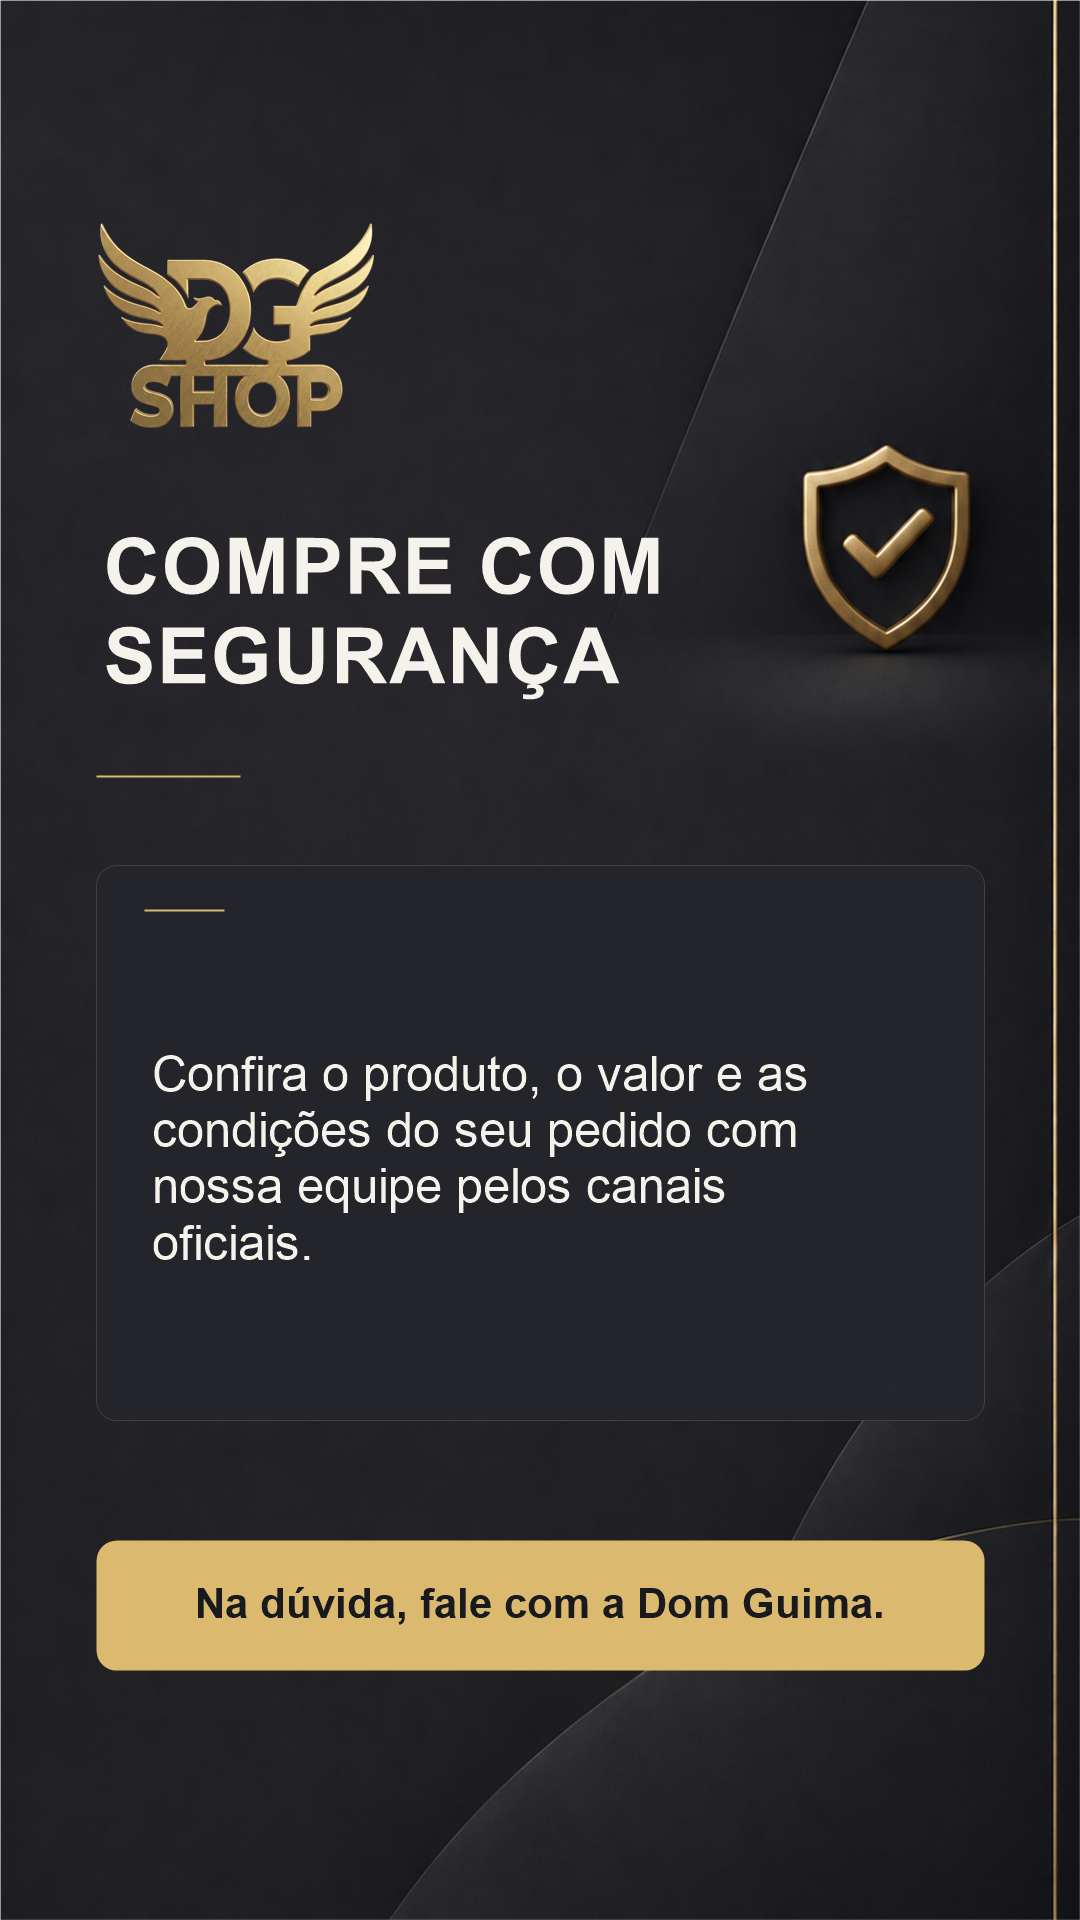 DG
SHOP
COMPRE COM
SEGURANÇA
Confira o produto, o valor e as
condições do seu pedido com
nossa equipe pelos canais
oficiais.
Na dúvida, fale com a Dom Guima.